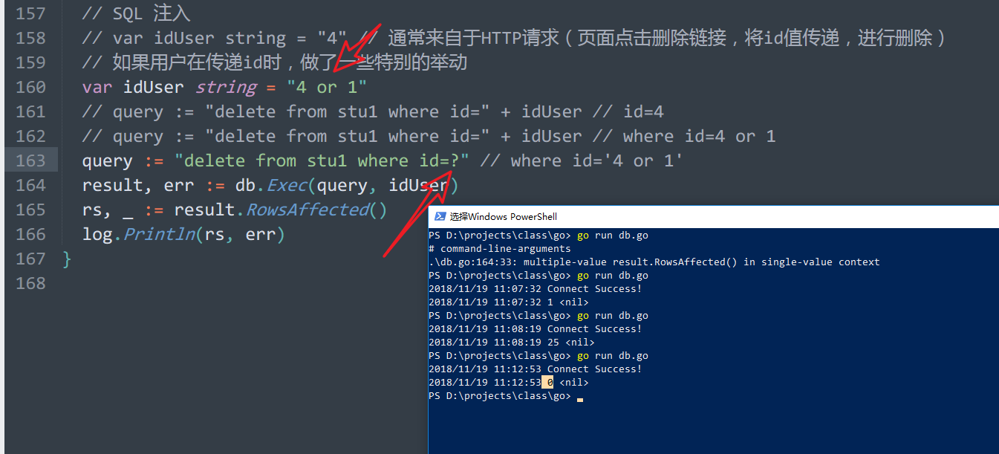 157 // SQL 注入
158 // var idUser string = "4" // 通常来自于HTTP请求（页面点击删除链接，将id值传递，进行删除）
159 // 如果用户在传递id时，做了一些特别的举动
160 var idUser string = "4 or 1"
161 // query := "delete from stu1 where id=" + idUser // id=4
162 // query := "delete from stu1 where id=" + idUser // where id=4 or 1
163 query := "delete from stu1 where id=?" // where id='4 or 1'
164 result, err := db.Exec(query, idUser)
165 rs, _ := result.RowsAffected()
166 log.Println(rs, err)
167 }
168
选择Windows PowerShell
PS D:\projects\class\go> go run db.go
# command-line-arguments
.\db.go:164:33: multiple-value result.RowsAffected() in single-value context
PS D:\projects\class\go> go run db.go
2018/11/19 11:07:32 Connect Success!
2018/11/19 11:07:32 1 <nil>
PS D:\projects\class\go> go run db.go
2018/11/19 11:08:19 Connect Success!
2018/11/19 11:08:19 25 <nil>
PS D:\projects\class\go> go run db.go
2018/11/19 11:12:53 Connect Success!
2018/11/19 11:12:53 0 <nil>
PS D:\projects\class\go>